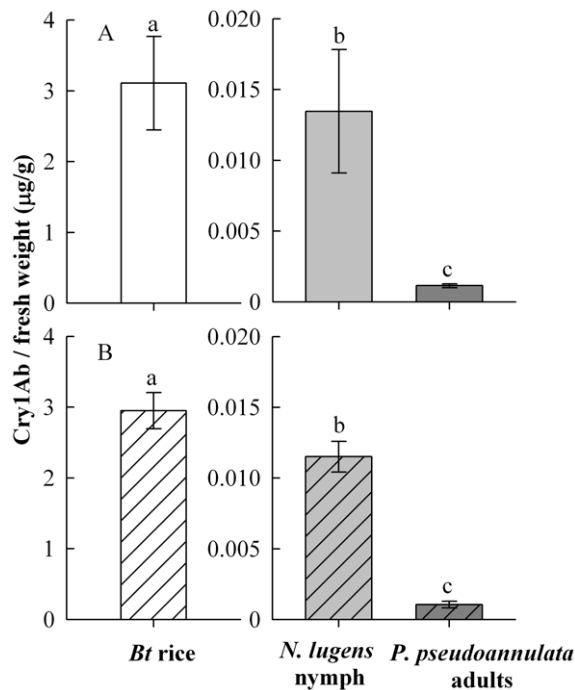 Cry1Ab / fresh weight (µg/g)
A
4
3
2
1
0
a
0.020
0.015
0.010
0.005
0
b
c
B
4
3
2
1
0
a
0.020
0.015
0.010
0.005
0
b
c
Bt rice
N. lugens
nymph
P. pseudoannulata
adults